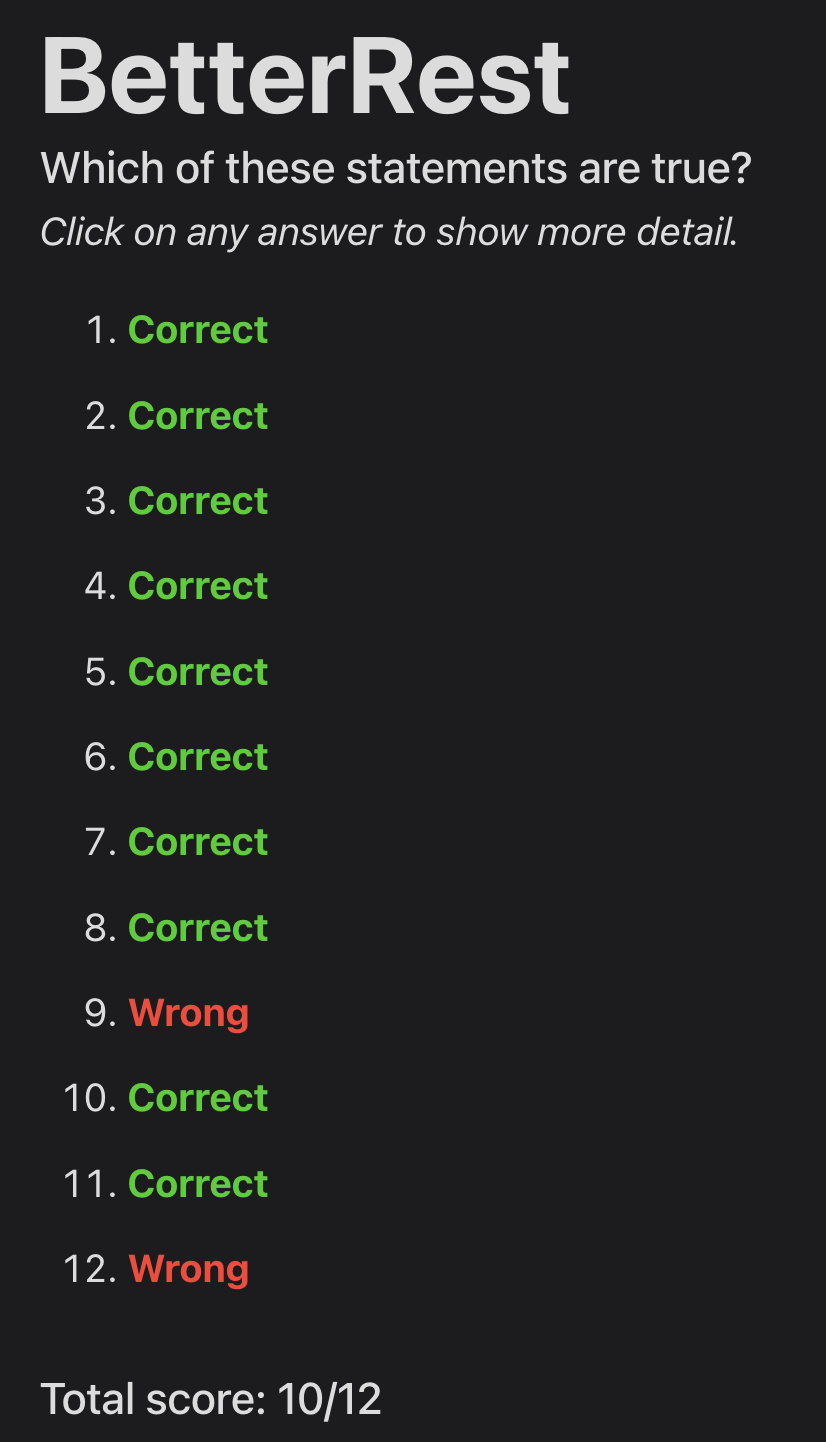 BetterRest
Which of these statements are true?
Click on any answer to show more detail.
1. Correct
2. Correct
3. Correct
4. Correct
5. Correct
6. Correct
7. Correct
8. Correct
9. Wrong
10. Correct
11. Correct
12. Wrong
Total score: 10/12